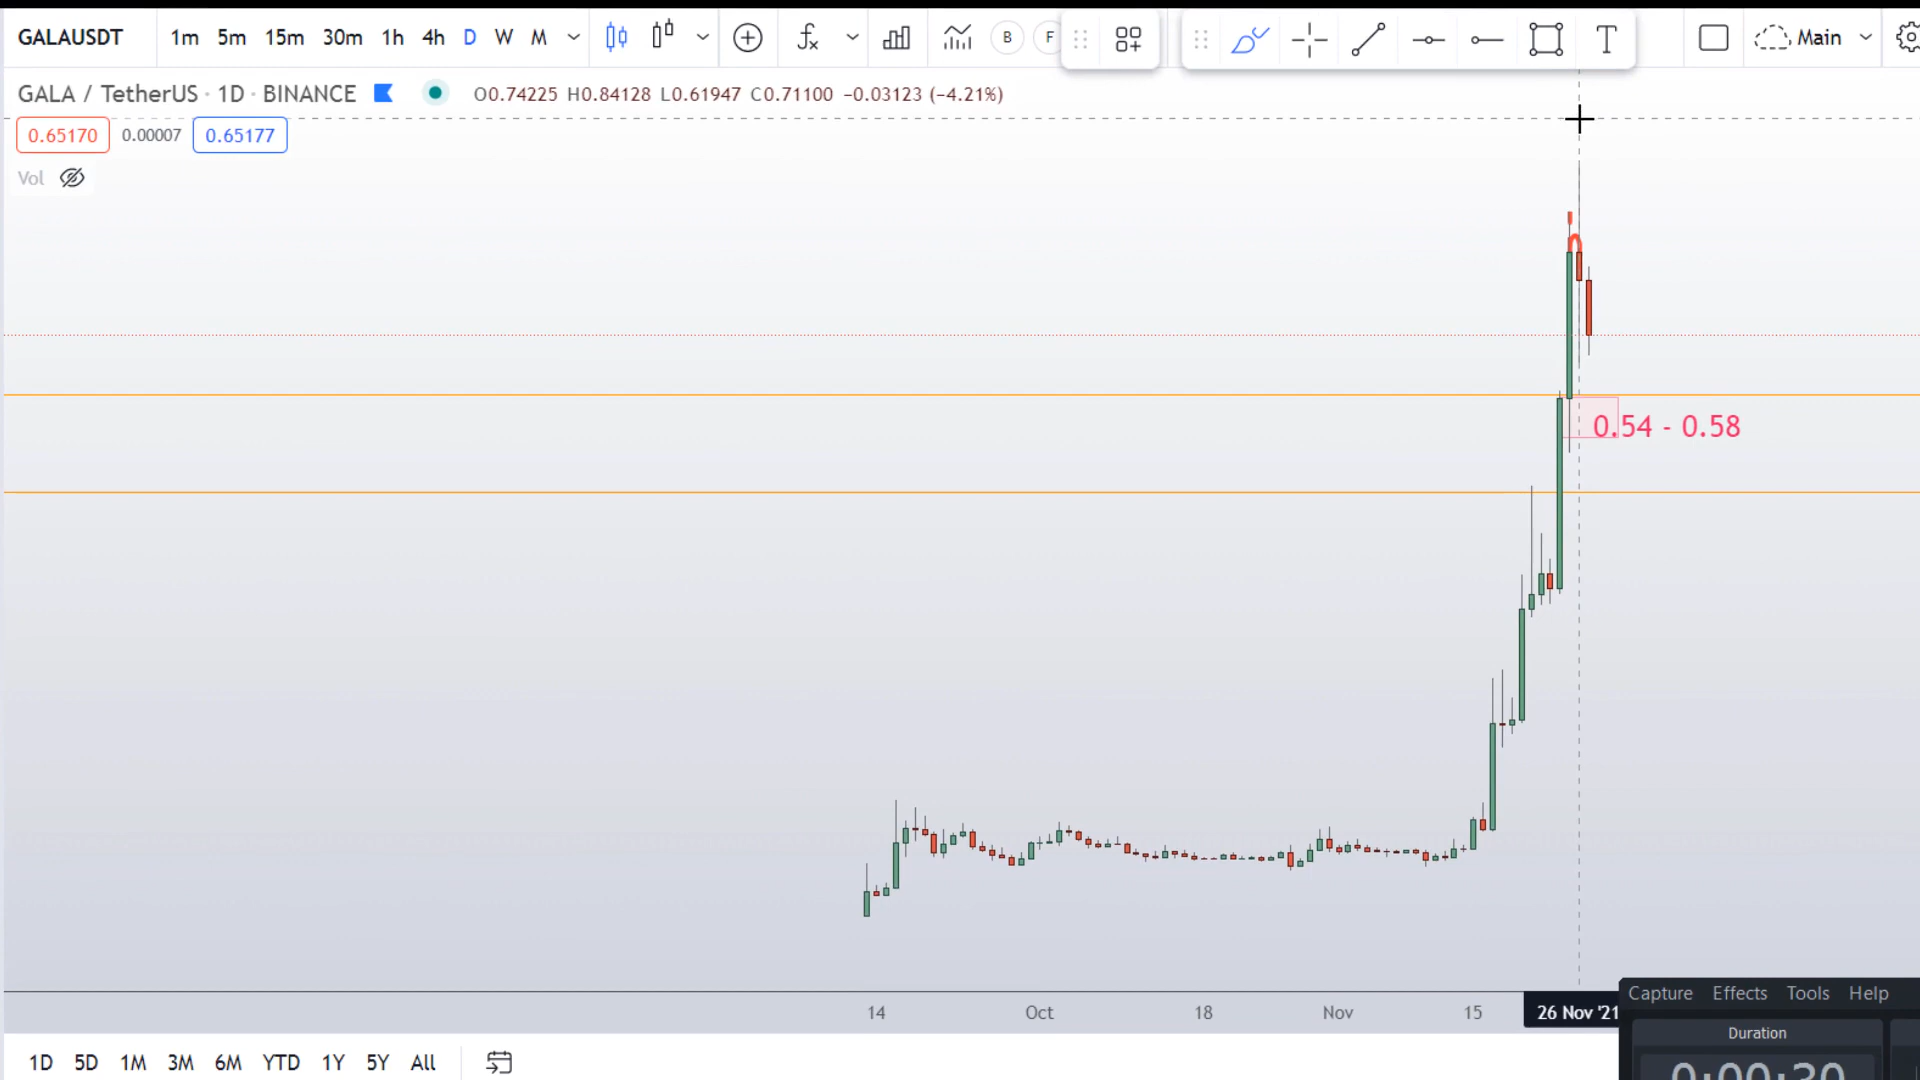 GALAUSDT 1m 5m 15m 30m 1h 4h D W M B F T Main
GALA / TetherUS · 1D · BINANCE O0.74225 H0.84128 L0.61947 C0.71100 −0.03123 (−4.21%)
0.65170 0.00007 0.65177
Vol
0.54 - 0.58
14 Oct 18 Nov 15 26 Nov '21
Capture Effects Tools Help
Duration
0:00:30
1D 5D 1M 3M 6M YTD 1Y 5Y All